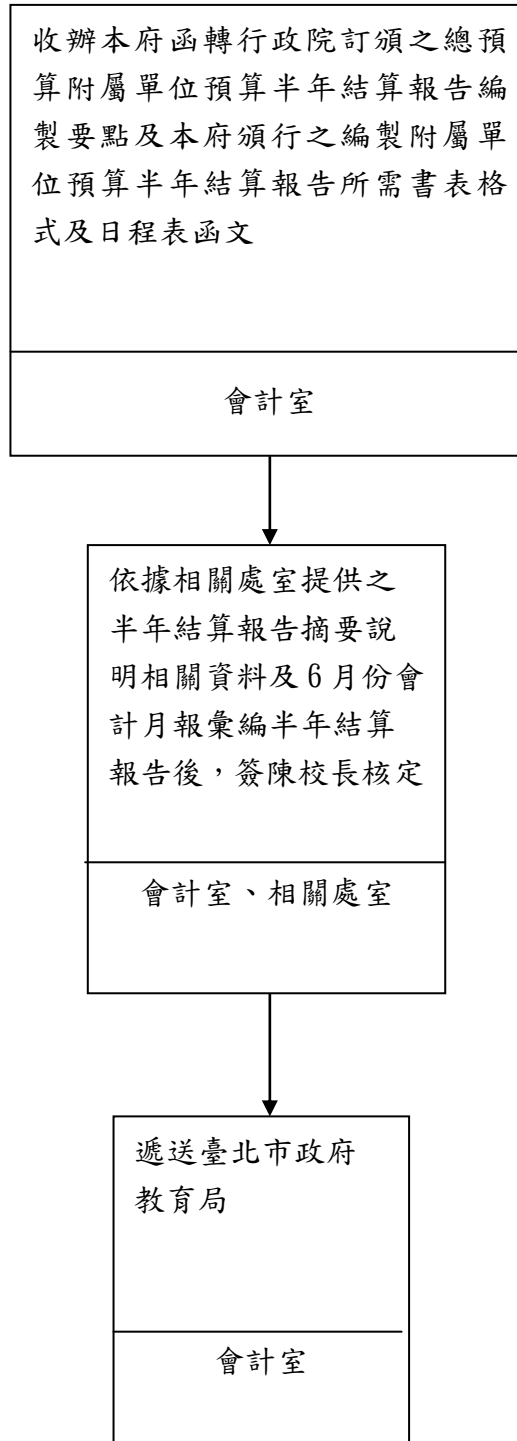 收辦本府函轉行政院訂頒之總預
算附屬單位預算半年結算報告編
製要點及本府頒行之編製附屬單
位預算半年結算報告所需書表格
式及日程表函文
會計室
依據相關處室提供之
半年結算報告摘要說
明相關資料及6月份會
計月報彙編半年結算
報告後，簽陳校長核定
會計室、相關處室
遞送臺北市政府
教育局
會計室